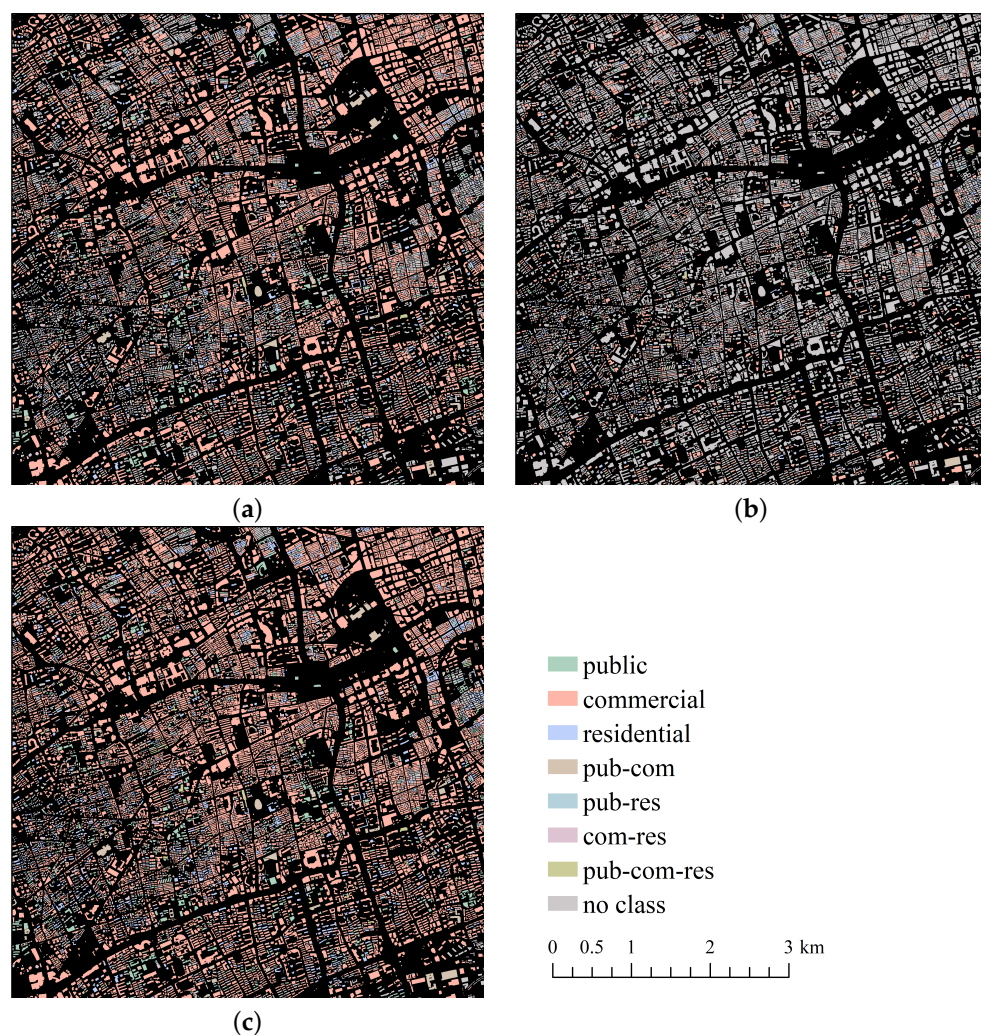 (a)
(b)
(c)
public
commercial
residential
pub-com
pub-res
com-res
pub-com-res
no class
0 0.5 1 2 3 km